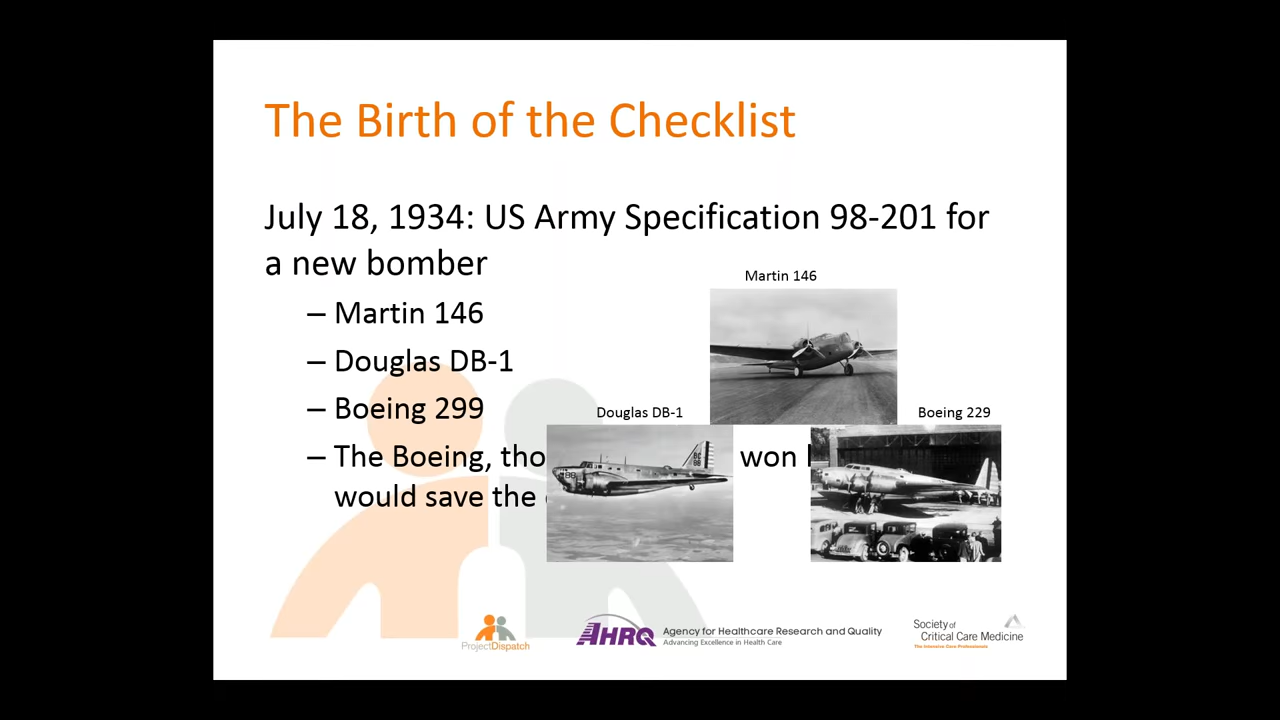 The Birth of the Checklist
July 18, 1934: US Army Specification 98-201 for
a new bomber
– Martin 146
– Douglas DB-1
– Boeing 299
– The Boeing, tho won
would save the
Martin 146
Douglas DB-1
Boeing 229
ProjectDispatch
AHRQ
Agency for Healthcare Research and Quality
Advancing Excellence in Health Care
Society of
Critical Care Medicine
The Intensive Care Professionals